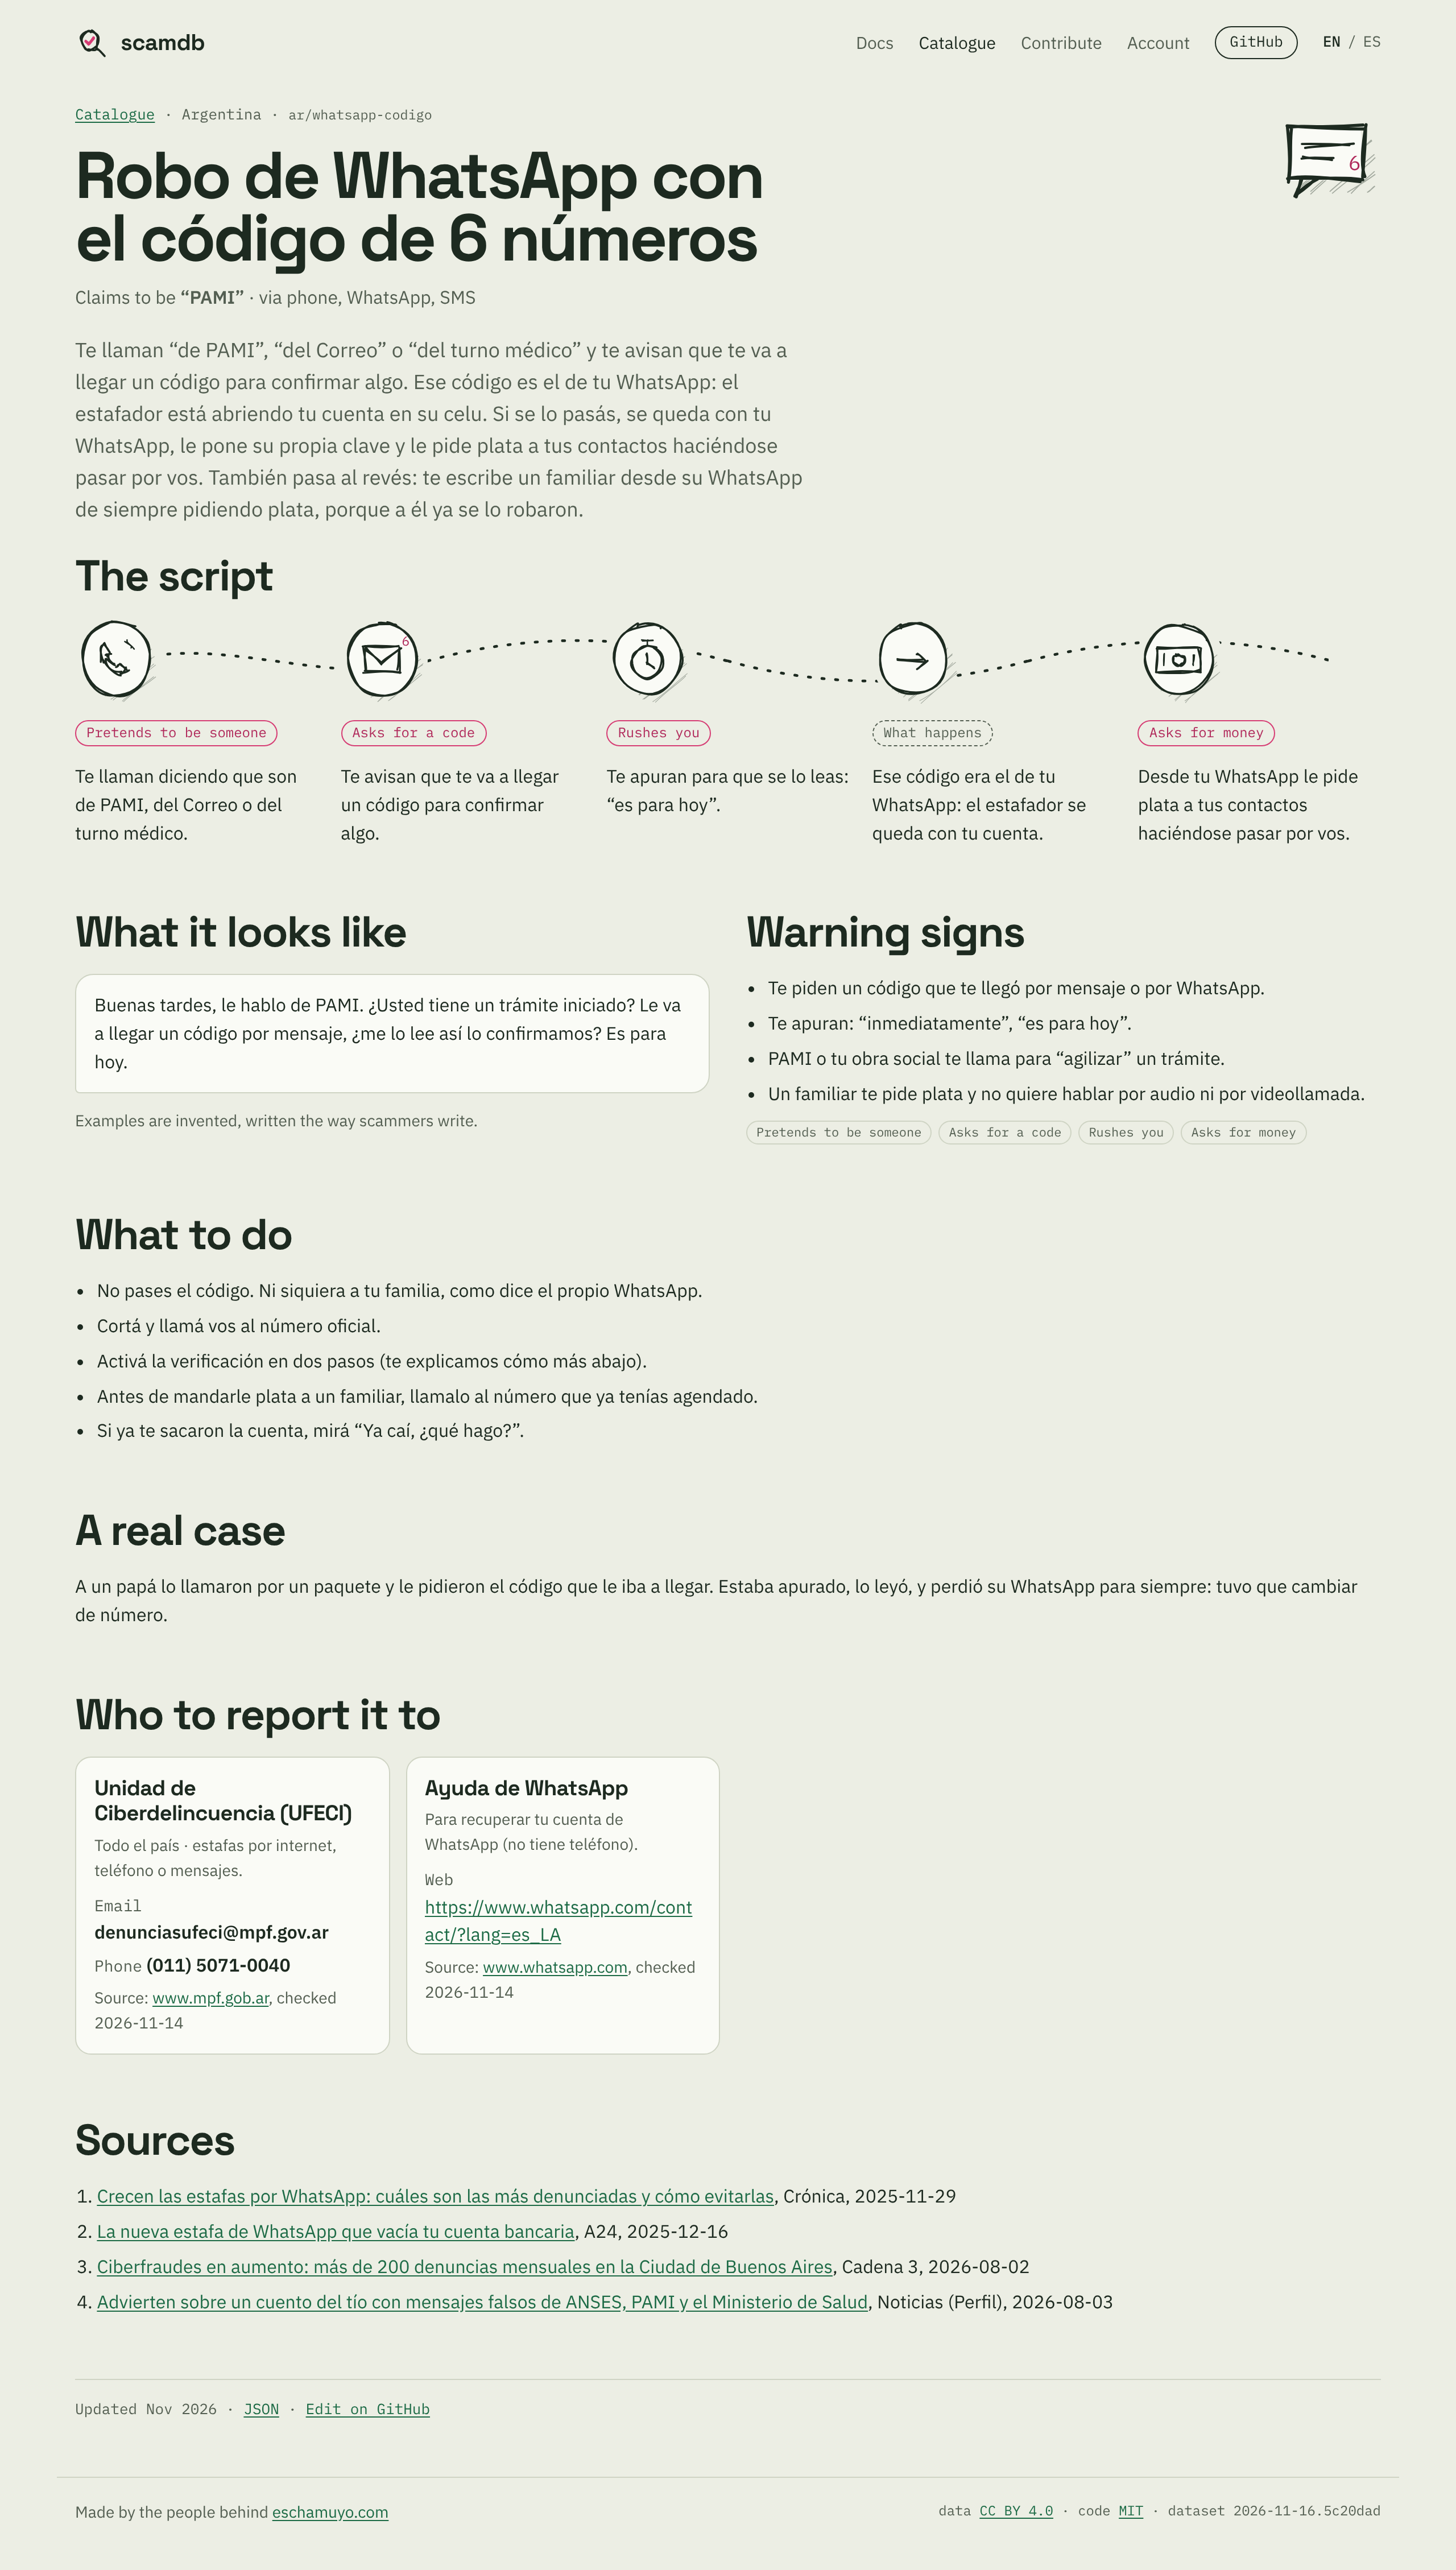 scamdb
Docs Catalogue Contribute Account GitHub EN / ES
Catalogue · Argentina · ar/whatsapp-codigo
Robo de WhatsApp con
el código de 6 números
6
Claims to be “PAMI” · via phone, WhatsApp, SMS
Te llaman “de PAMI”, “del Correo” o “del turno médico” y te avisan que te va a
llegar un código para confirmar algo. Ese código es el de tu WhatsApp: el
estafador está abriendo tu cuenta en su celu. Si se lo pasás, se queda con tu
WhatsApp, le pone su propia clave y le pide plata a tus contactos haciéndose
pasar por vos. También pasa al revés: te escribe un familiar desde su WhatsApp
de siempre pidiendo plata, porque a él ya se lo robaron.
The script
6
Pretends to be someone
Te llaman diciendo que son
de PAMI, del Correo o del
turno médico.
Asks for a code
Te avisan que te va a llegar
un código para confirmar
algo.
Rushes you
Te apuran para que se lo leas:
“es para hoy”.
What happens
Ese código era el de tu
WhatsApp: el estafador se
queda con tu cuenta.
Asks for money
Desde tu WhatsApp le pide
plata a tus contactos
haciéndose pasar por vos.
What it looks like
Buenas tardes, le hablo de PAMI. ¿Usted tiene un trámite iniciado? Le va
a llegar un código por mensaje, ¿me lo lee así lo confirmamos? Es para
hoy.
Examples are invented, written the way scammers write.
Warning signs
• Te piden un código que te llegó por mensaje o por WhatsApp.
• Te apuran: “inmediatamente”, “es para hoy”.
• PAMI o tu obra social te llama para “agilizar” un trámite.
• Un familiar te pide plata y no quiere hablar por audio ni por videollamada.
Pretends to be someone Asks for a code Rushes you Asks for money
What to do
• No pases el código. Ni siquiera a tu familia, como dice el propio WhatsApp.
• Cortá y llamá vos al número oficial.
• Activá la verificación en dos pasos (te explicamos cómo más abajo).
• Antes de mandarle plata a un familiar, llamalo al número que ya tenías agendado.
• Si ya te sacaron la cuenta, mirá “Ya caí, ¿qué hago?”.
A real case
A un papá lo llamaron por un paquete y le pidieron el código que le iba a llegar. Estaba apurado, lo leyó, y perdió su WhatsApp para siempre: tuvo que cambiar
de número.
Who to report it to
Unidad de
Ciberdelincuencia (UFECI)
Todo el país · estafas por internet,
teléfono o mensajes.
Email
denunciasufeci@mpf.gov.ar
Phone (011) 5071-0040
Source: www.mpf.gob.ar, checked
2026-11-14
Ayuda de WhatsApp
Para recuperar tu cuenta de
WhatsApp (no tiene teléfono).
Web
https://www.whatsapp.com/cont
act/?lang=es_LA
Source: www.whatsapp.com, checked
2026-11-14
Sources
1. Crecen las estafas por WhatsApp: cuáles son las más denunciadas y cómo evitarlas, Crónica, 2025-11-29
2. La nueva estafa de WhatsApp que vacía tu cuenta bancaria, A24, 2025-12-16
3. Ciberfraudes en aumento: más de 200 denuncias mensuales en la Ciudad de Buenos Aires, Cadena 3, 2026-08-02
4. Advierten sobre un cuento del tío con mensajes falsos de ANSES, PAMI y el Ministerio de Salud, Noticias (Perfil), 2026-08-03
Updated Nov 2026 · JSON · Edit on GitHub
Made by the people behind eschamuyo.com
data CC BY 4.0 · code MIT · dataset 2026-11-16.5c20dad